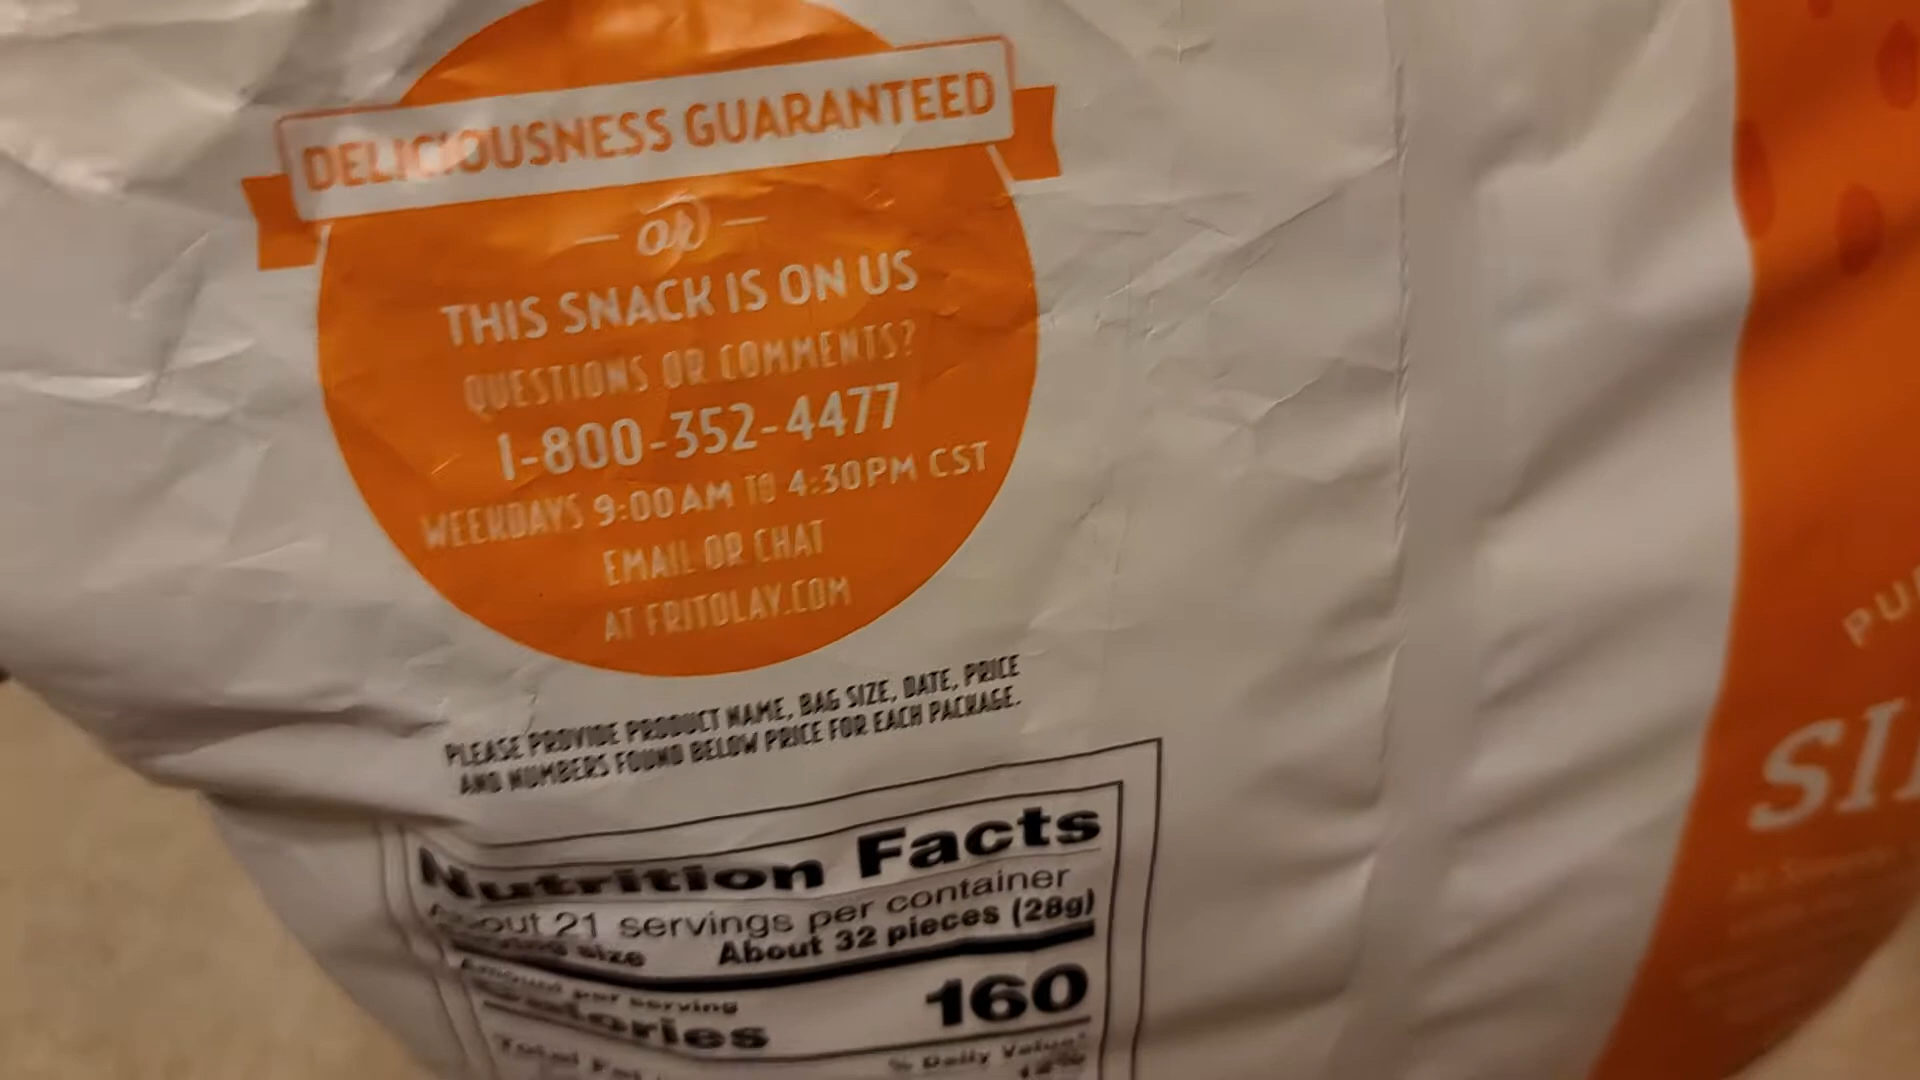 DELICIOUSNESS GUARANTEED
— OR —
THIS SNACK IS ON US
QUESTIONS OR COMMENTS?
1-800-352-4477
WEEKDAYS 9:00AM TO 4:30PM CST
EMAIL OR CHAT
AT FRITOLAY.COM
PLEASE PROVIDE PRODUCT NAME, BAG SIZE, DATE, PRICE
AND NUMBERS FOUND BELOW PRICE FOR EACH PACKAGE.
Nutrition Facts
About 21 servings per container
size About 32 pieces (28g)
Amount per serving
Calories 160
% Daily Value*
Total Fat
PU
SI